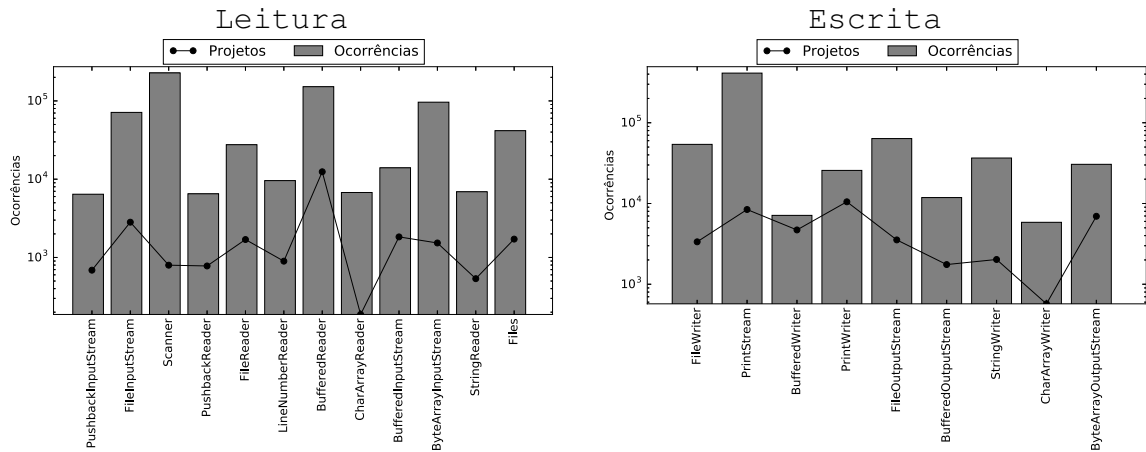 Leitura
Projetos Ocorrências
Ocorrências
10^5
10^4
10^3
PushbackInputStream
FileInputStream
Scanner
PushbackReader
FileReader
LineNumberReader
BufferedReader
CharArrayReader
BufferedInputStream
ByteArrayInputStream
StringReader
Files
Escrita
Projetos Ocorrências
Ocorrências
10^5
10^4
10^3
FileWriter
PrintStream
BufferedWriter
PrintWriter
FileOutputStream
BufferedOutputStream
StringWriter
CharArrayWriter
ByteArrayOutputStream